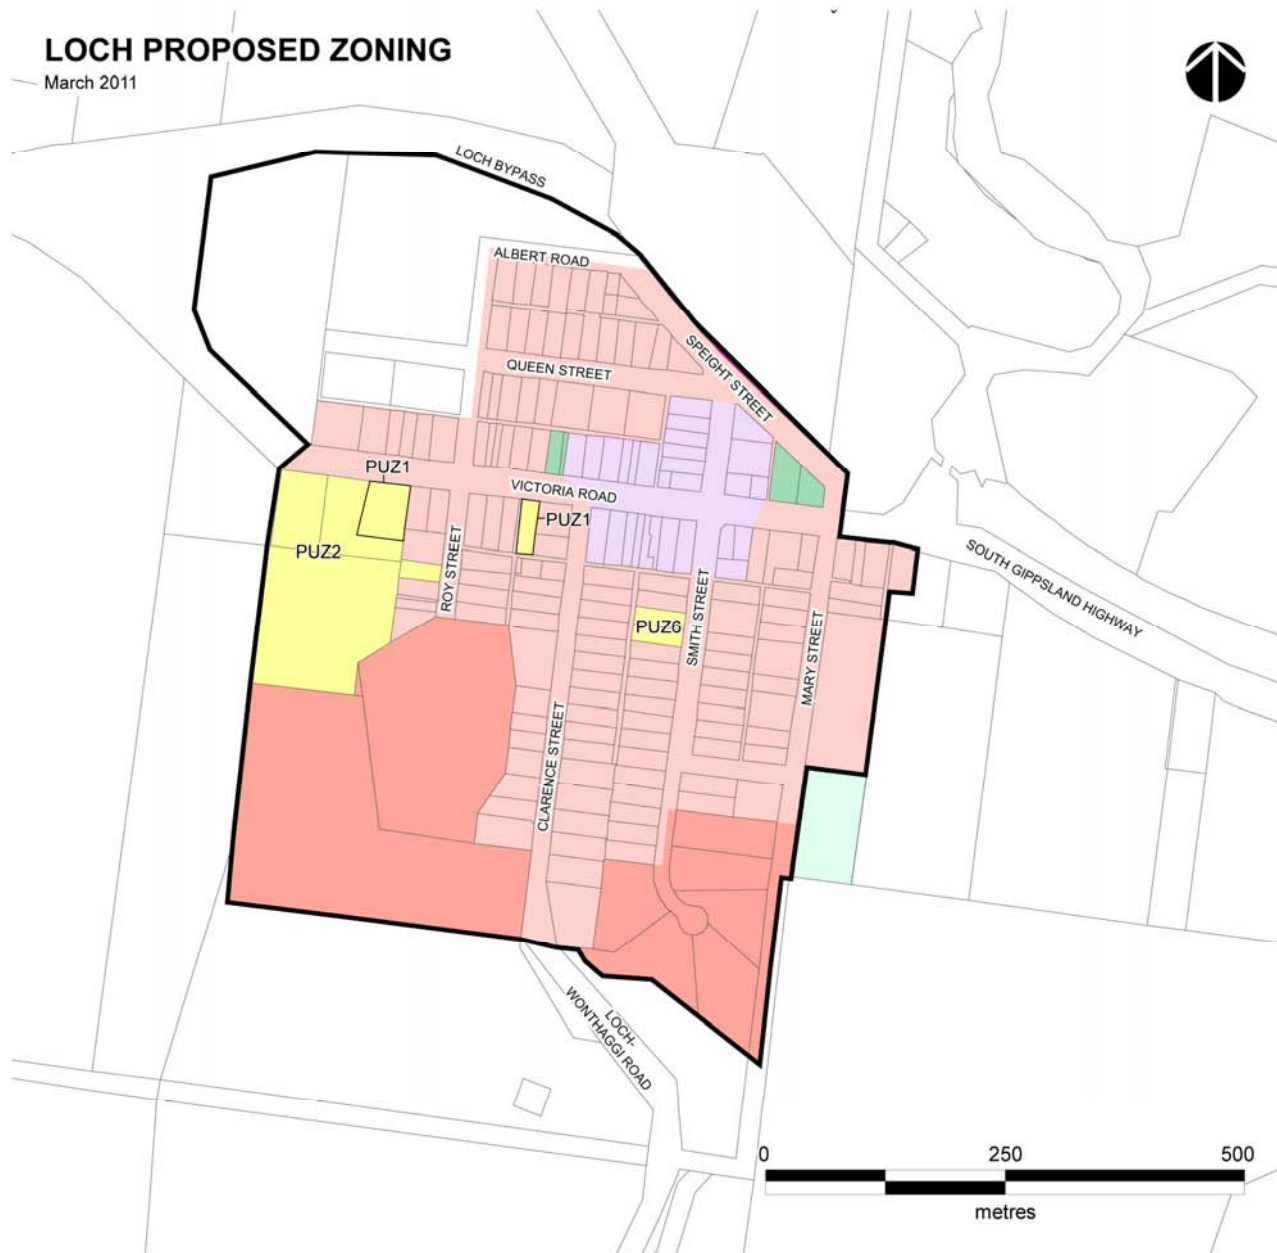 LOCH PROPOSED ZONING
March 2011
LOCH BYPASS
ALBERT ROAD
SPEIGHT STREET
QUEEN STREET
PUZ1
VICTORIA ROAD
PUZ1
PUZ2
ROY STREET
SOUTH GIPPSLAND HIGHWAY
PUZ6
SMITH STREET
MARY STREET
CLARENCE STREET
LOCH-
WONTHAGGI ROAD
0 250 500
metres